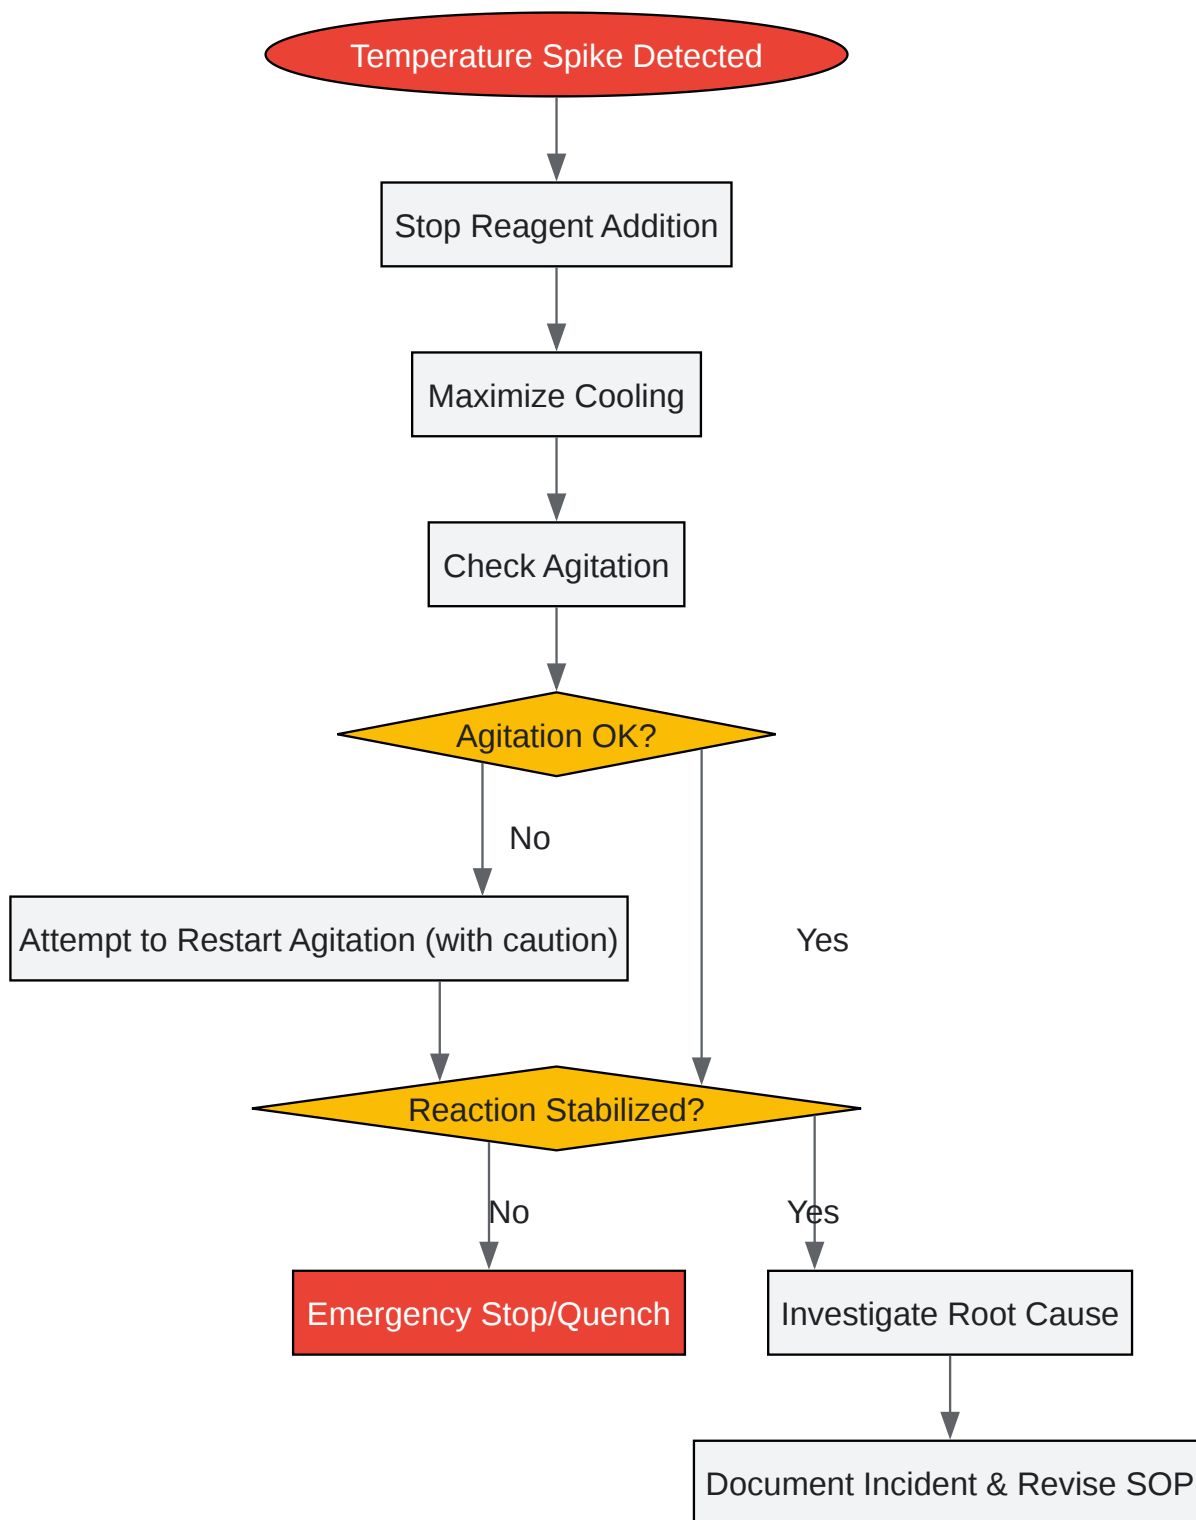 Temperature Spike Detected
Stop Reagent Addition
Maximize Cooling
Check Agitation
Agitation OK?
No
Attempt to Restart Agitation (with caution)
Yes
Reaction Stabilized?
No
Yes
Emergency Stop/Quench
Investigate Root Cause
Document Incident & Revise SOP